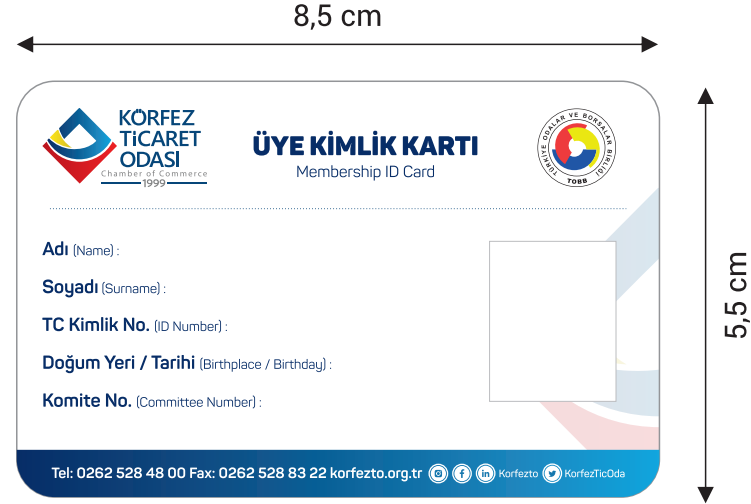 8,5 cm
KÖRFEZ
TİCARET
ODASI
Chamber of Commerce
1999
ÜYE KİMLİK KARTI
Membership ID Card
TÜRKİYE ODALAR VE BORSALAR BİRLİĞİ
TOBB
Adı (Name) :
Soyadı (Surname) :
TC Kimlik No. (ID Number) :
Doğum Yeri / Tarihi (Birthplace / Birthday) :
Komite No. (Committee Number) :
5,5 cm
Tel: 0262 528 48 00 Fax: 0262 528 83 22 korfezto.org.tr Korfezto KorfezTicOda